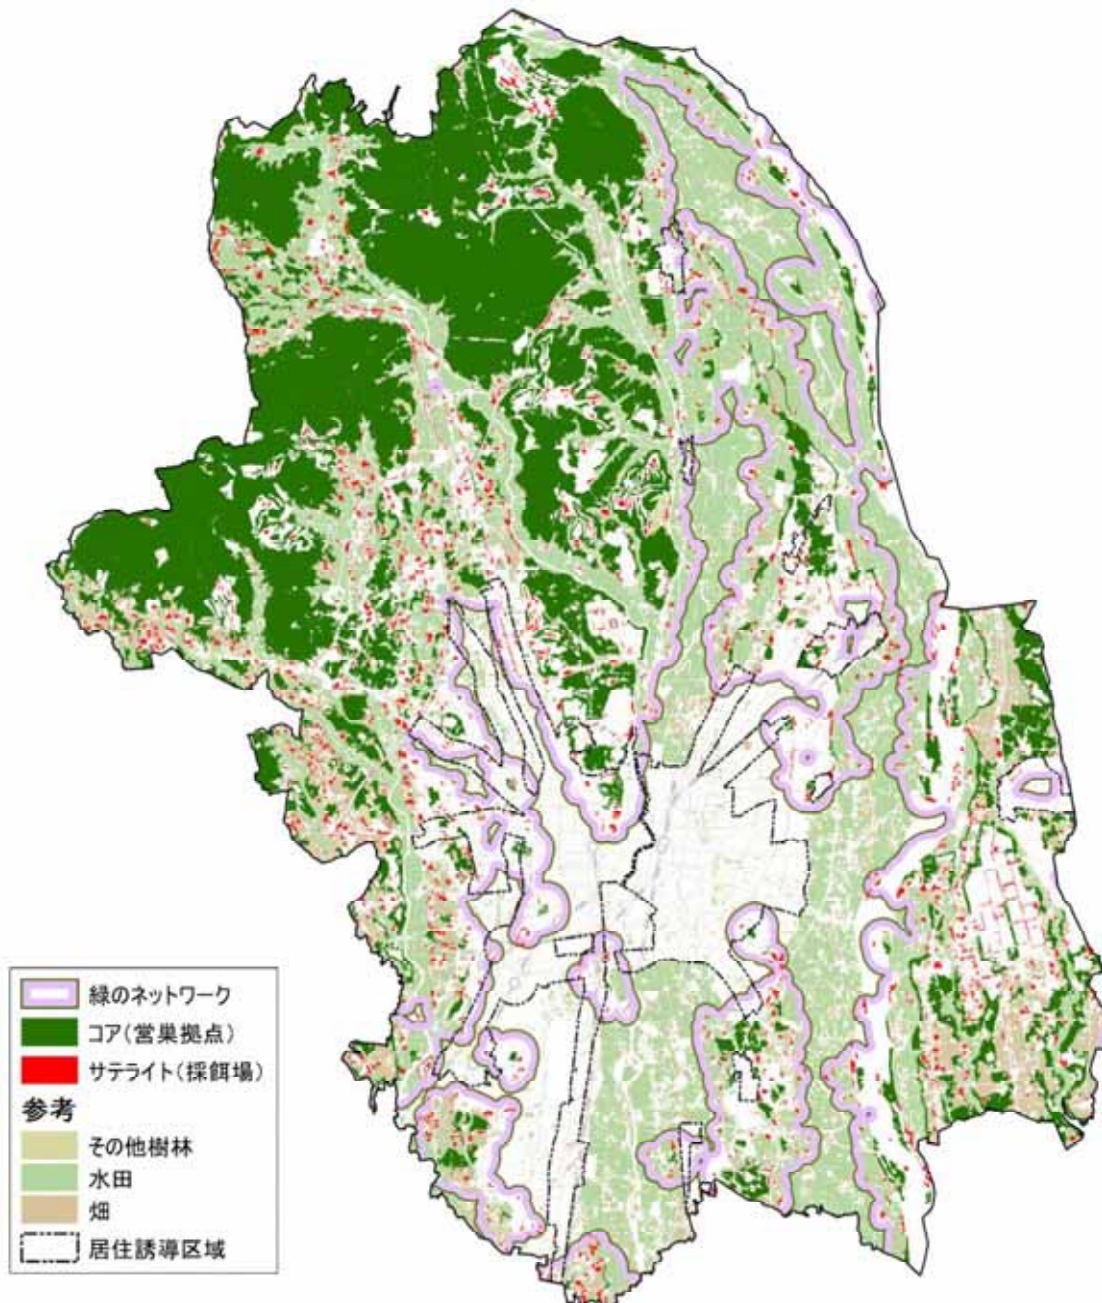 緑のネットワーク
コア(営巣拠点)
サテライト(採餌場)
参考
その他樹林
水田
畑
居住誘導区域